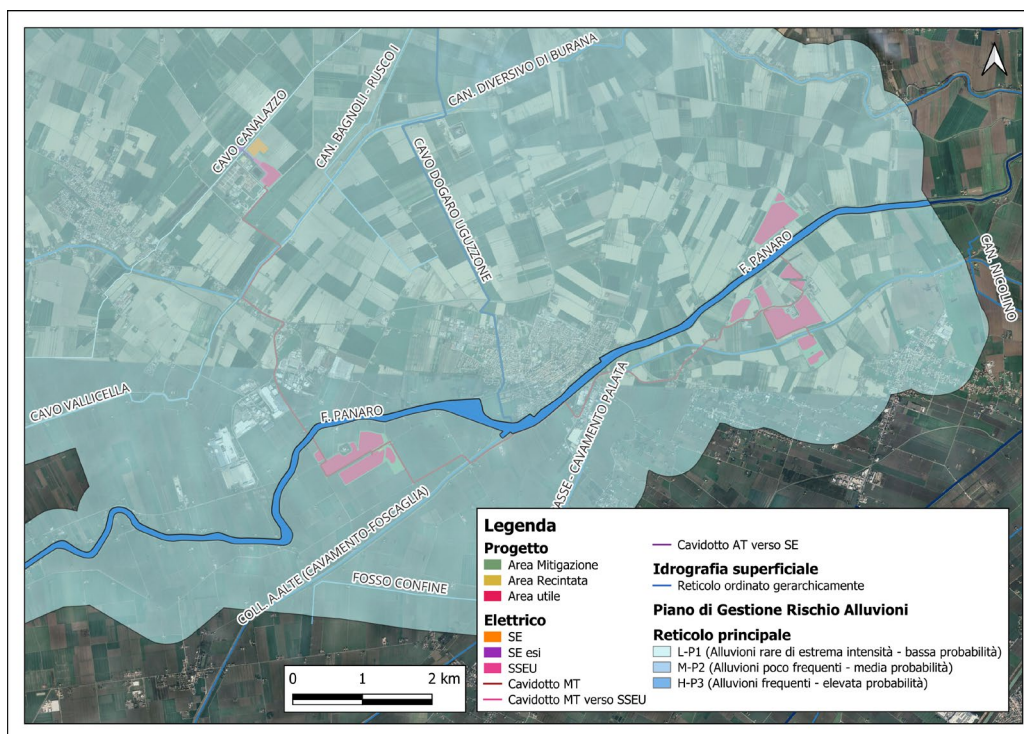 CAN. DIVERSIVO DI BURANA
CAN. BAGNOLI - RUSCO I
CAVO CANALAZZO
CAVO DOGARO UGUZZONE
F. PANARO
CAN. NICOLINO
CAVO VALLICELLA
F. PANARO
ASSE - CAVAMENTO PALATA
COLL. A.ALTE (CAVAMENTO-FOSCAGLIA)
FOSSO CONFINE
0 1 2 km
Legenda
Progetto
Area Mitigazione
Area Recintata
Area utile
Elettrico
SE
SE esi
SSEU
Cavidotto MT
Cavidotto MT verso SSEU
Cavidotto AT verso SE
Idrografia superficiale
Reticolo ordinato gerarchicamente
Piano di Gestione Rischio Alluvioni
Reticolo principale
L-P1 (Alluvioni rare di estrema intensità - bassa probabilità)
M-P2 (Alluvioni poco frequenti - media probabilità)
H-P3 (Alluvioni frequenti - elevata probabilità)